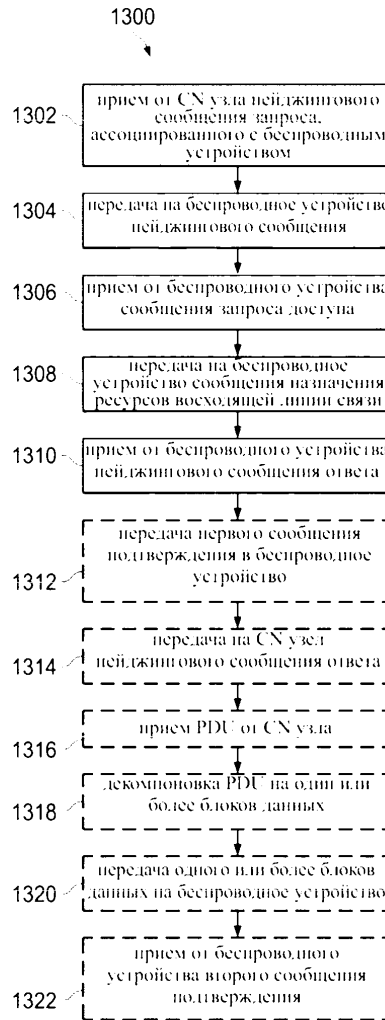 1300
1302
прием от CN узла пейджингового
сообщения запроса,
ассоциированного с беспроводным
устройством
1304
передача на беспроводное устройство
пейджингового сообщения
1306
прием от беспроводного устройства
сообщения запроса доступа
1308
передача на беспроводное
устройство сообщения назначения
ресурсов восходящей линии связи
1310
прием от беспроводного устройства
пейджингового сообщения ответа
1312
передача первого сообщения
подтверждения в беспроводное
устройство
1314
передача на CN узел
пейджингового сообщения ответа
1316
прием PDU от CN узла
1318
декомпоновка PDU на один или
более блоков данных
1320
передача одного или более блоков
данных на беспроводное устройство
1322
прием от беспроводного
устройства второго сообщения
подтверждения